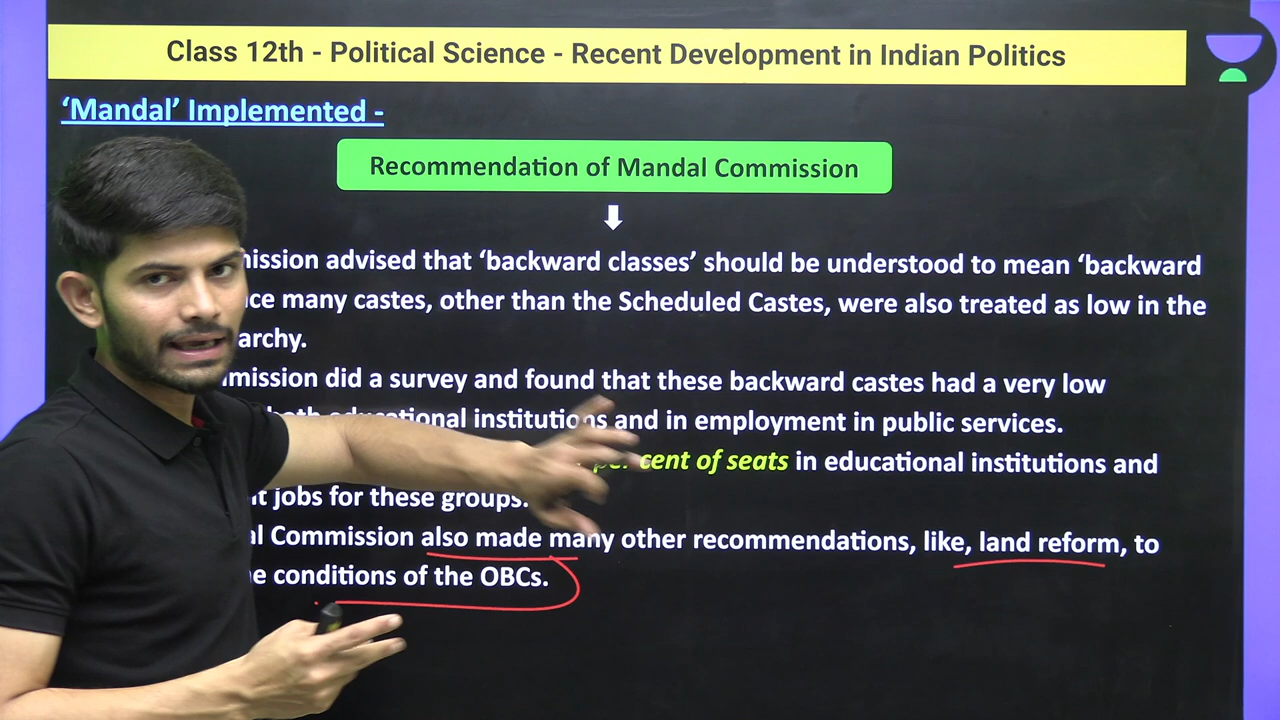 Class 12th - Political Science - Recent Development in Indian Politics
‘Mandal’ Implemented -
Recommendation of Mandal Commission
advised that ‘backward classes’ should be understood to mean ‘backward
many castes, other than the Scheduled Castes, were also treated as low in the
did a survey and found that these backward castes had a very low
both educational institutions and in employment in public services.
per cent of seats in educational institutions and
jobs for these groups.
Commission also made many other recommendations, like, land reform, to
conditions of the OBCs.